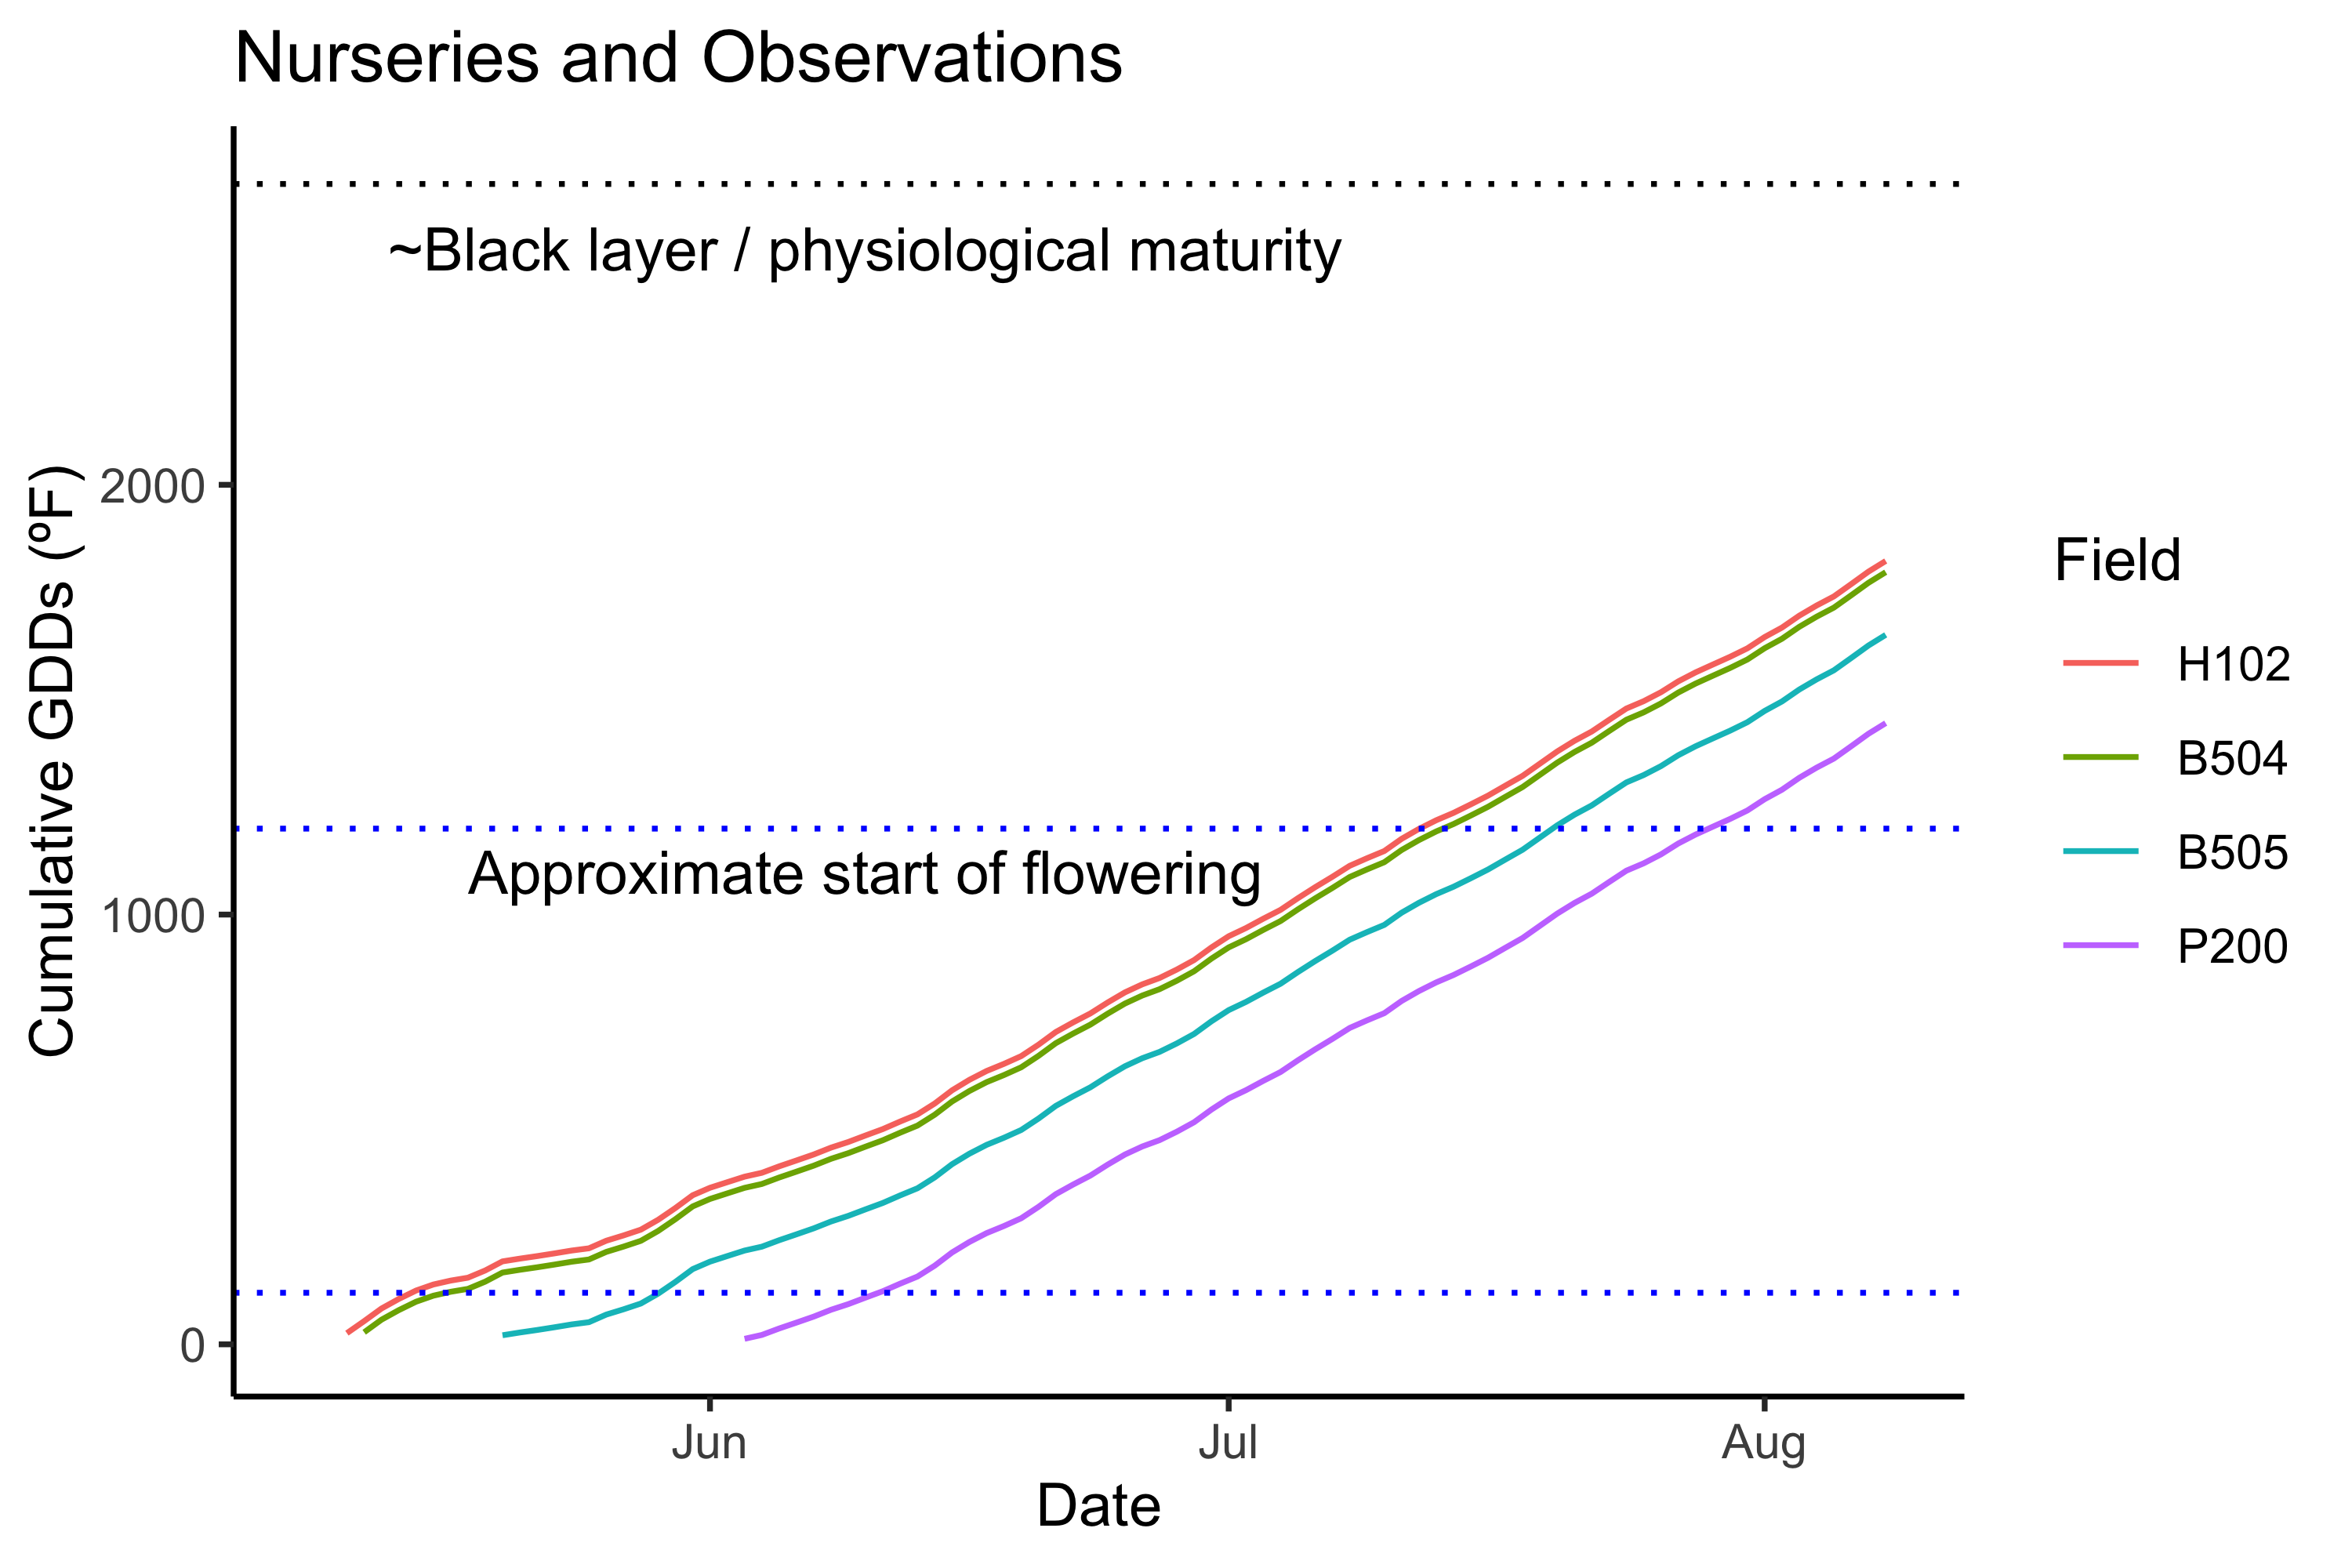 Nurseries and Observations
~Black layer / physiological maturity
2000
Cumulative GDDs (ºF)
Field
H102
B504
Approximate start of flowering
B505
1000
P200
0
Jun
Jul
Aug
Date